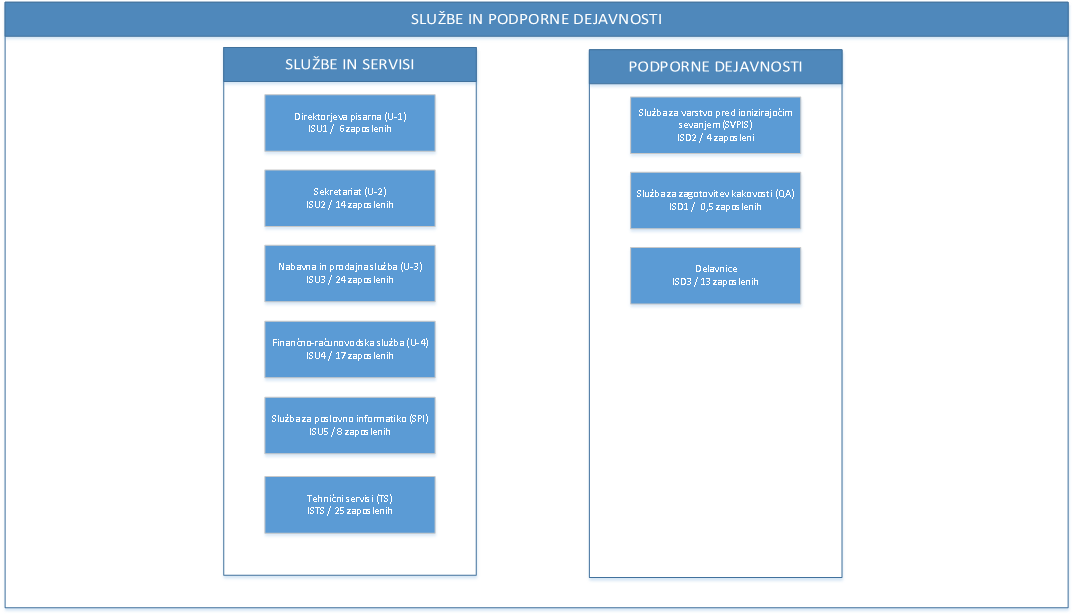 SLUŽBE IN PODPORNE DEJAVNOSTI
SLUŽBE IN SERVISI
Direktorjeva pisarna (U-1)
ISU1 / 6 zaposlenih
Sekretariat (U-2)
ISU2 / 14 zaposlenih
Nabavna in prodajna služba (U-3)
ISU3 / 24 zaposlenih
Finančno-računovodska služba (U-4)
ISU4 / 17 zaposlenih
Služba za poslovno informatiko (SPI)
ISU5 / 8 zaposlenih
Tehnični servisi (TS)
ISTS / 25 zaposlenih
PODPORNE DEJAVNOSTI
Služba za varstvo pred ionizirajočim
sevanjem (SVPIS)
ISD2 / 4 zaposleni
Služba za zagotovitev kakovosti (QA)
ISD1 / 0,5 zaposlenih
Delavnice
ISD3 / 13 zaposlenih